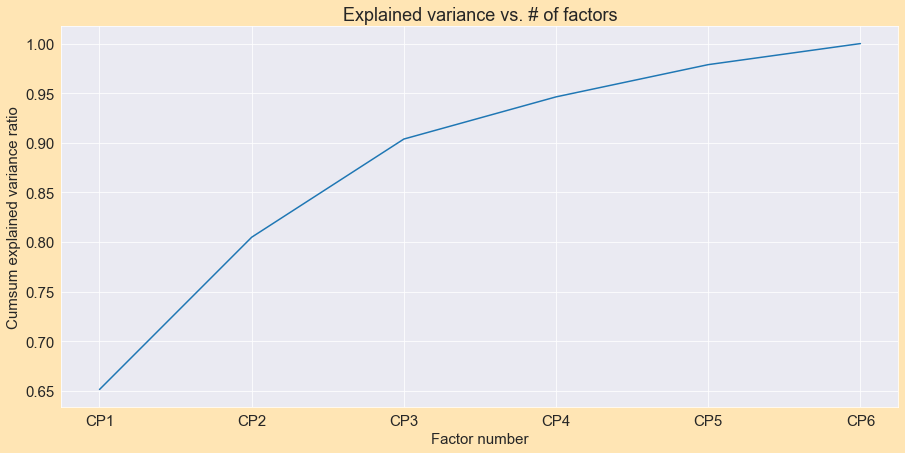 Explained variance vs. # of factors
Cumsum explained variance ratio
1.00
0.95
0.90
0.85
0.80
0.75
0.70
0.65
CP1 CP2 CP3 CP4 CP5 CP6
Factor number